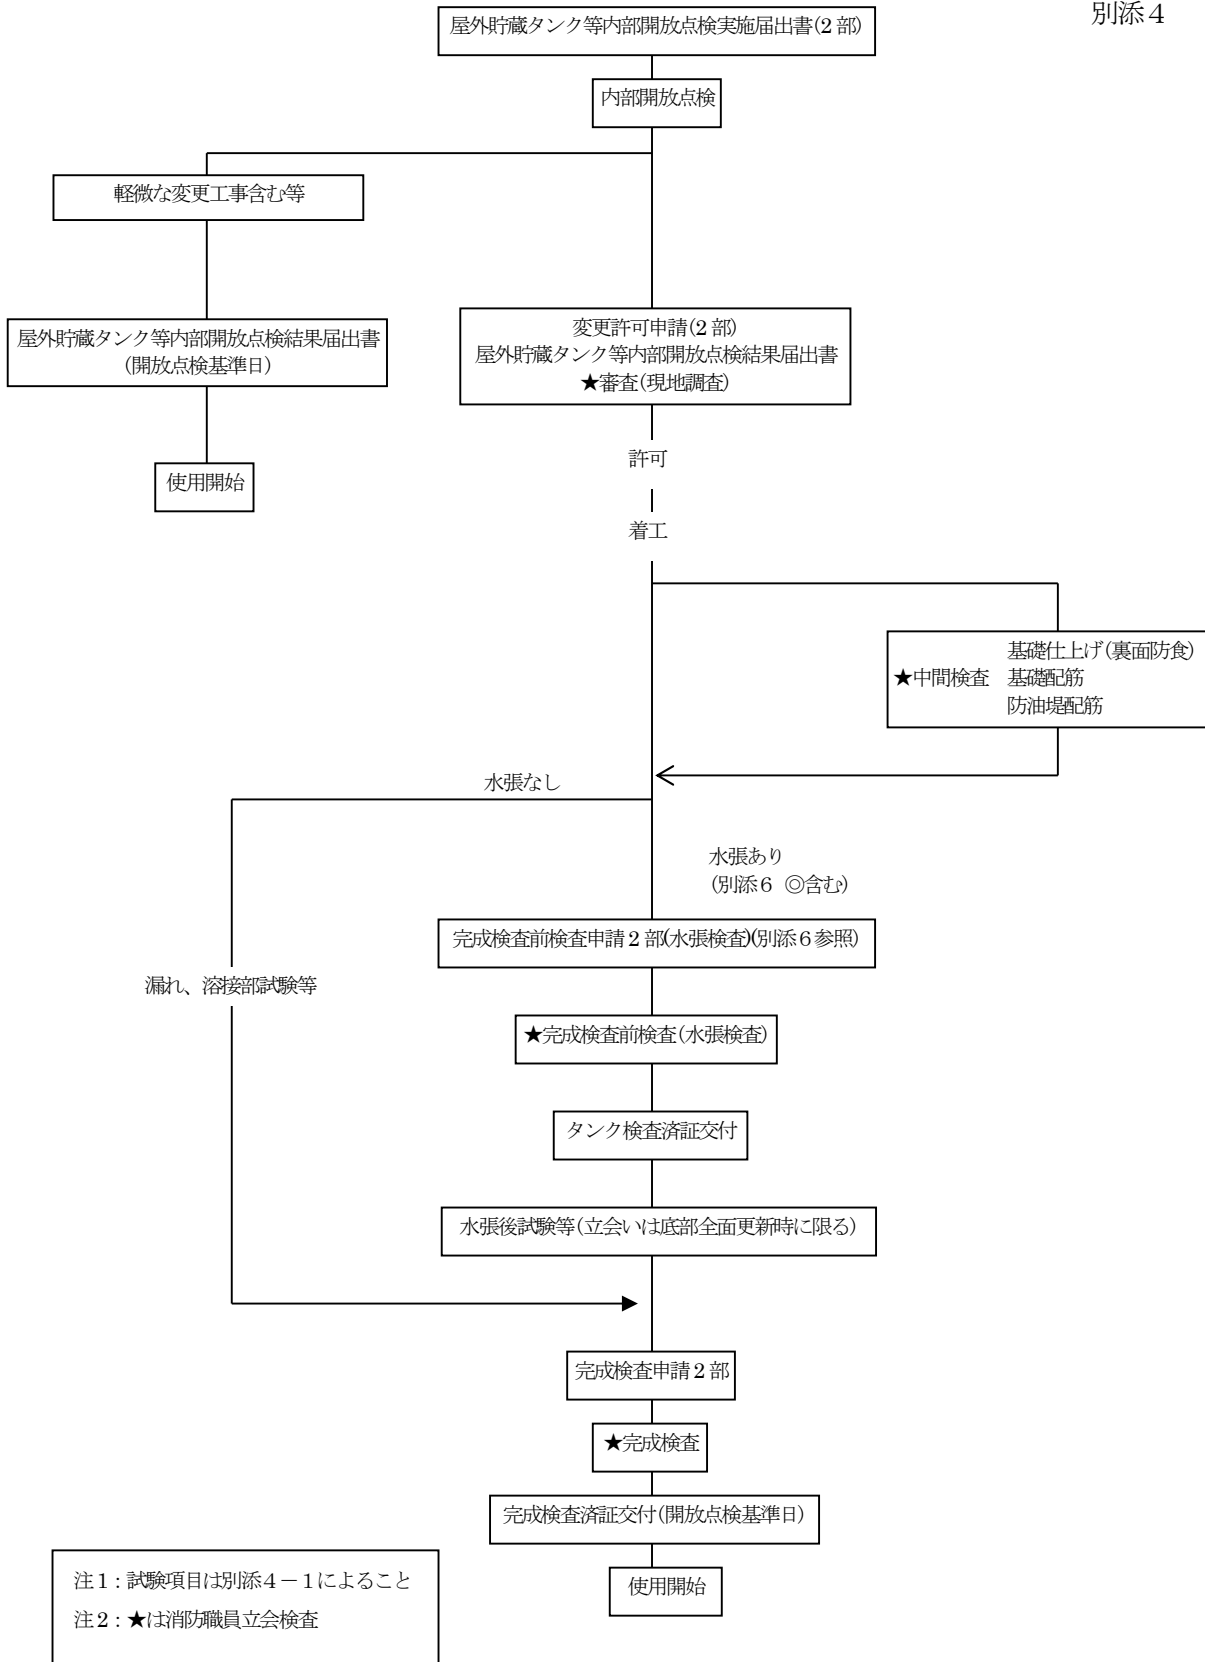 別添４
屋外貯蔵タンク等内部開放点検実施届出書(2 部)
内部開放点検
軽微な変更工事含む等
屋外貯蔵タンク等内部開放点検結果届出書
(開放点検基準日)
使用開始
変更許可申請(2 部)
屋外貯蔵タンク等内部開放点検結果届出書
★審査(現地調査)
許可
着工
基礎仕上げ(裏面防食)
★中間検査　基礎配筋
防油堤配筋
水張なし
水張あり
(別添６ ◎含む)
完成検査前検査申請 2 部(水張検査)(別添６参照)
漏れ、溶接部試験等
★完成検査前検査(水張検査)
タンク検査済証交付
水張後試験等(立会いは底部全面更新時に限る)
完成検査申請 2 部
★完成検査
完成検査済証交付(開放点検基準日)
使用開始
注１：試験項目は別添４－１によること
注２：★は消防職員立会検査